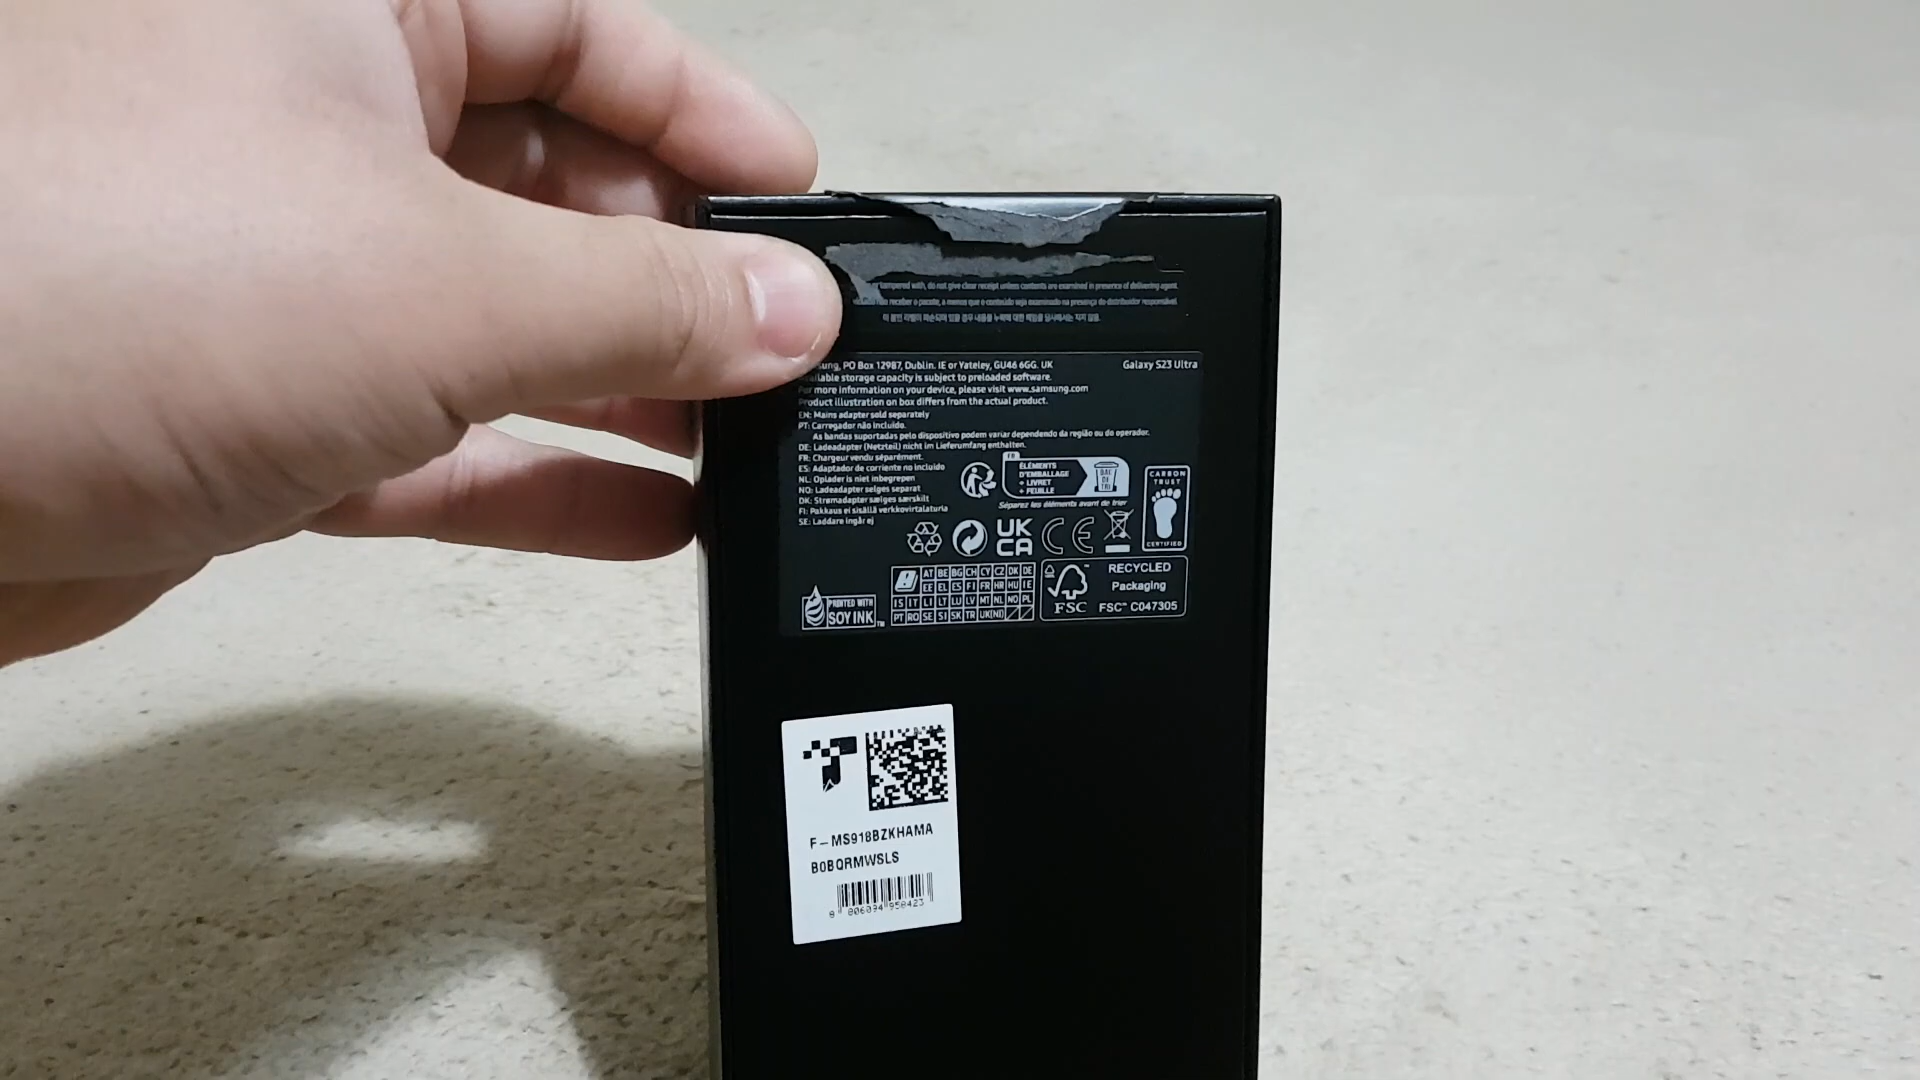 tampered with, do not give clear receipt unless contents are examined in presence of delivering agent.
receber o pacote, a menos que o conteúdo seja examinado na presença do distribuidor responsável.
PO Box 12987, Dublin. IE or Yateley, GU46 6GG. UK
Galaxy S23 Ultra
storage capacity is subject to preloaded software.
For more information on your device, please visit www.samsung.com
Product illustration on box differs from the actual product.
EN: Mains adapter sold separately
PT: Carregador não incluído.
As bandas suportadas pelo dispositivo podem variar dependendo da região ou do operador.
DE: Ladeadapter (Netzteil) nicht im Lieferumfang enthalten.
FR: Chargeur vendu séparément.
ES: Adaptador de corriente no incluido
NL: Oplader is niet inbegrepen
NO: Ladeadapter selges separat
DK: Strømadapter sælges særskilt
FI: Pakkaus ei sisällä verkkovirtalaturia
SE: Laddare ingår ej
FR
ÉLÉMENTS
D'EMBALLAGE
+ LIVRET
+ FEUILLE
BAC
DE
TRI
Séparez les éléments avant de trier
CARBON
TRUST
CERTIFIED
UK
CA
CE
PRINTED WITH
SOY INK™
AT BE BG CH CY CZ DK DE
EE EL ES FI FR HR HU IE
IS IT LI LT LU LV MT NL NO PL
PT RO SE SI SK TR UK(NI)
FSC
RECYCLED
Packaging
FSC™ C047305
F-MS918BZKHAMA
B0BQRMWSLS
8 806094 958423